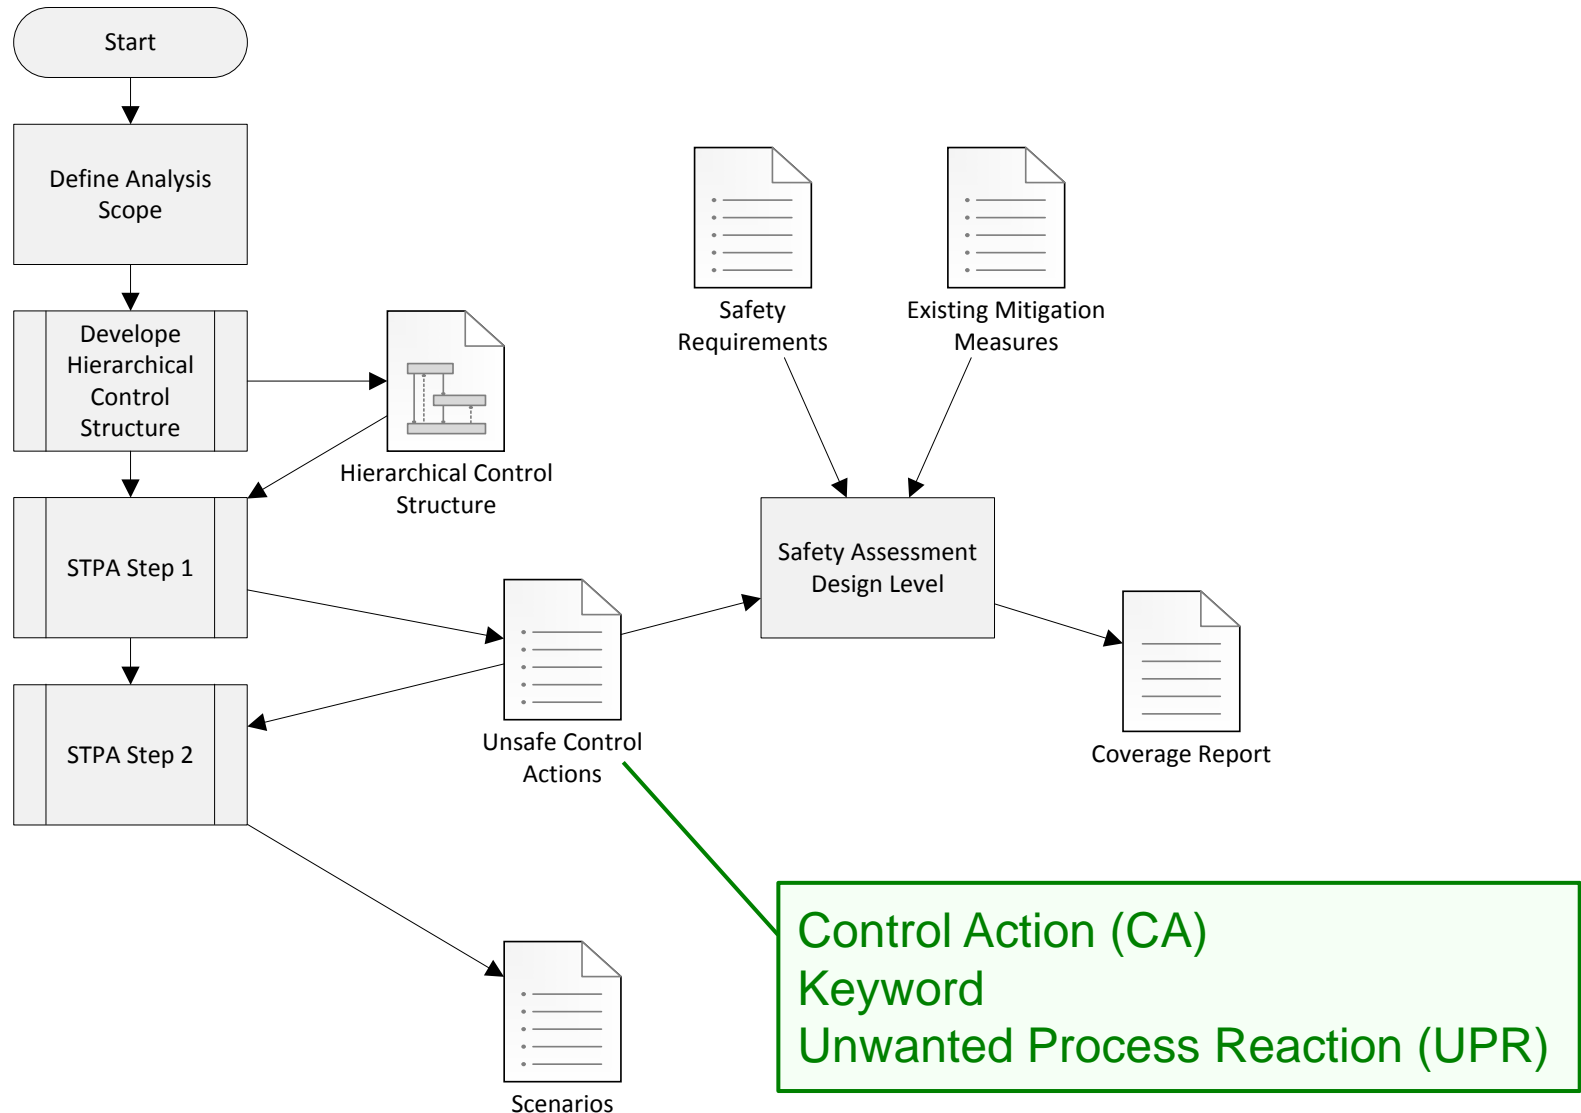 Start
Define Analysis
Scope
Develope
Hierarchical
Control
Structure
Hierarchical Control
Structure
STPA Step 1
STPA Step 2
Unsafe Control
Actions
Scenarios
Safety
Requirements
Existing Mitigation
Measures
Safety Assessment
Design Level
Coverage Report
Control Action (CA)
Keyword
Unwanted Process Reaction (UPR)